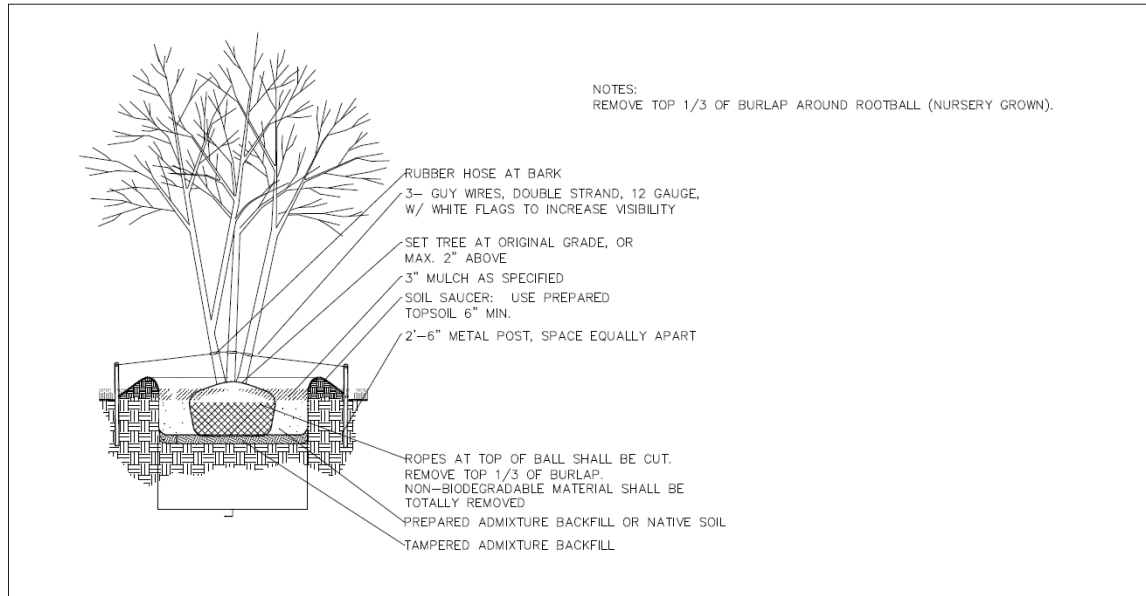 NOTES:
REMOVE TOP 1/3 OF BURLAP AROUND ROOTBALL (NURSERY GROWN).
RUBBER HOSE AT BARK
3– GUY WIRES, DOUBLE STRAND, 12 GAUGE,
W/ WHITE FLAGS TO INCREASE VISIBILITY
SET TREE AT ORIGINAL GRADE, OR
MAX. 2" ABOVE
3" MULCH AS SPECIFIED
SOIL SAUCER: USE PREPARED
TOPSOIL 6" MIN.
2'–6" METAL POST, SPACE EQUALLY APART
ROPES AT TOP OF BALL SHALL BE CUT.
REMOVE TOP 1/3 OF BURLAP.
NON–BIODEGRADABLE MATERIAL SHALL BE
TOTALLY REMOVED
PREPARED ADMIXTURE BACKFILL OR NATIVE SOIL
TAMPERED ADMIXTURE BACKFILL